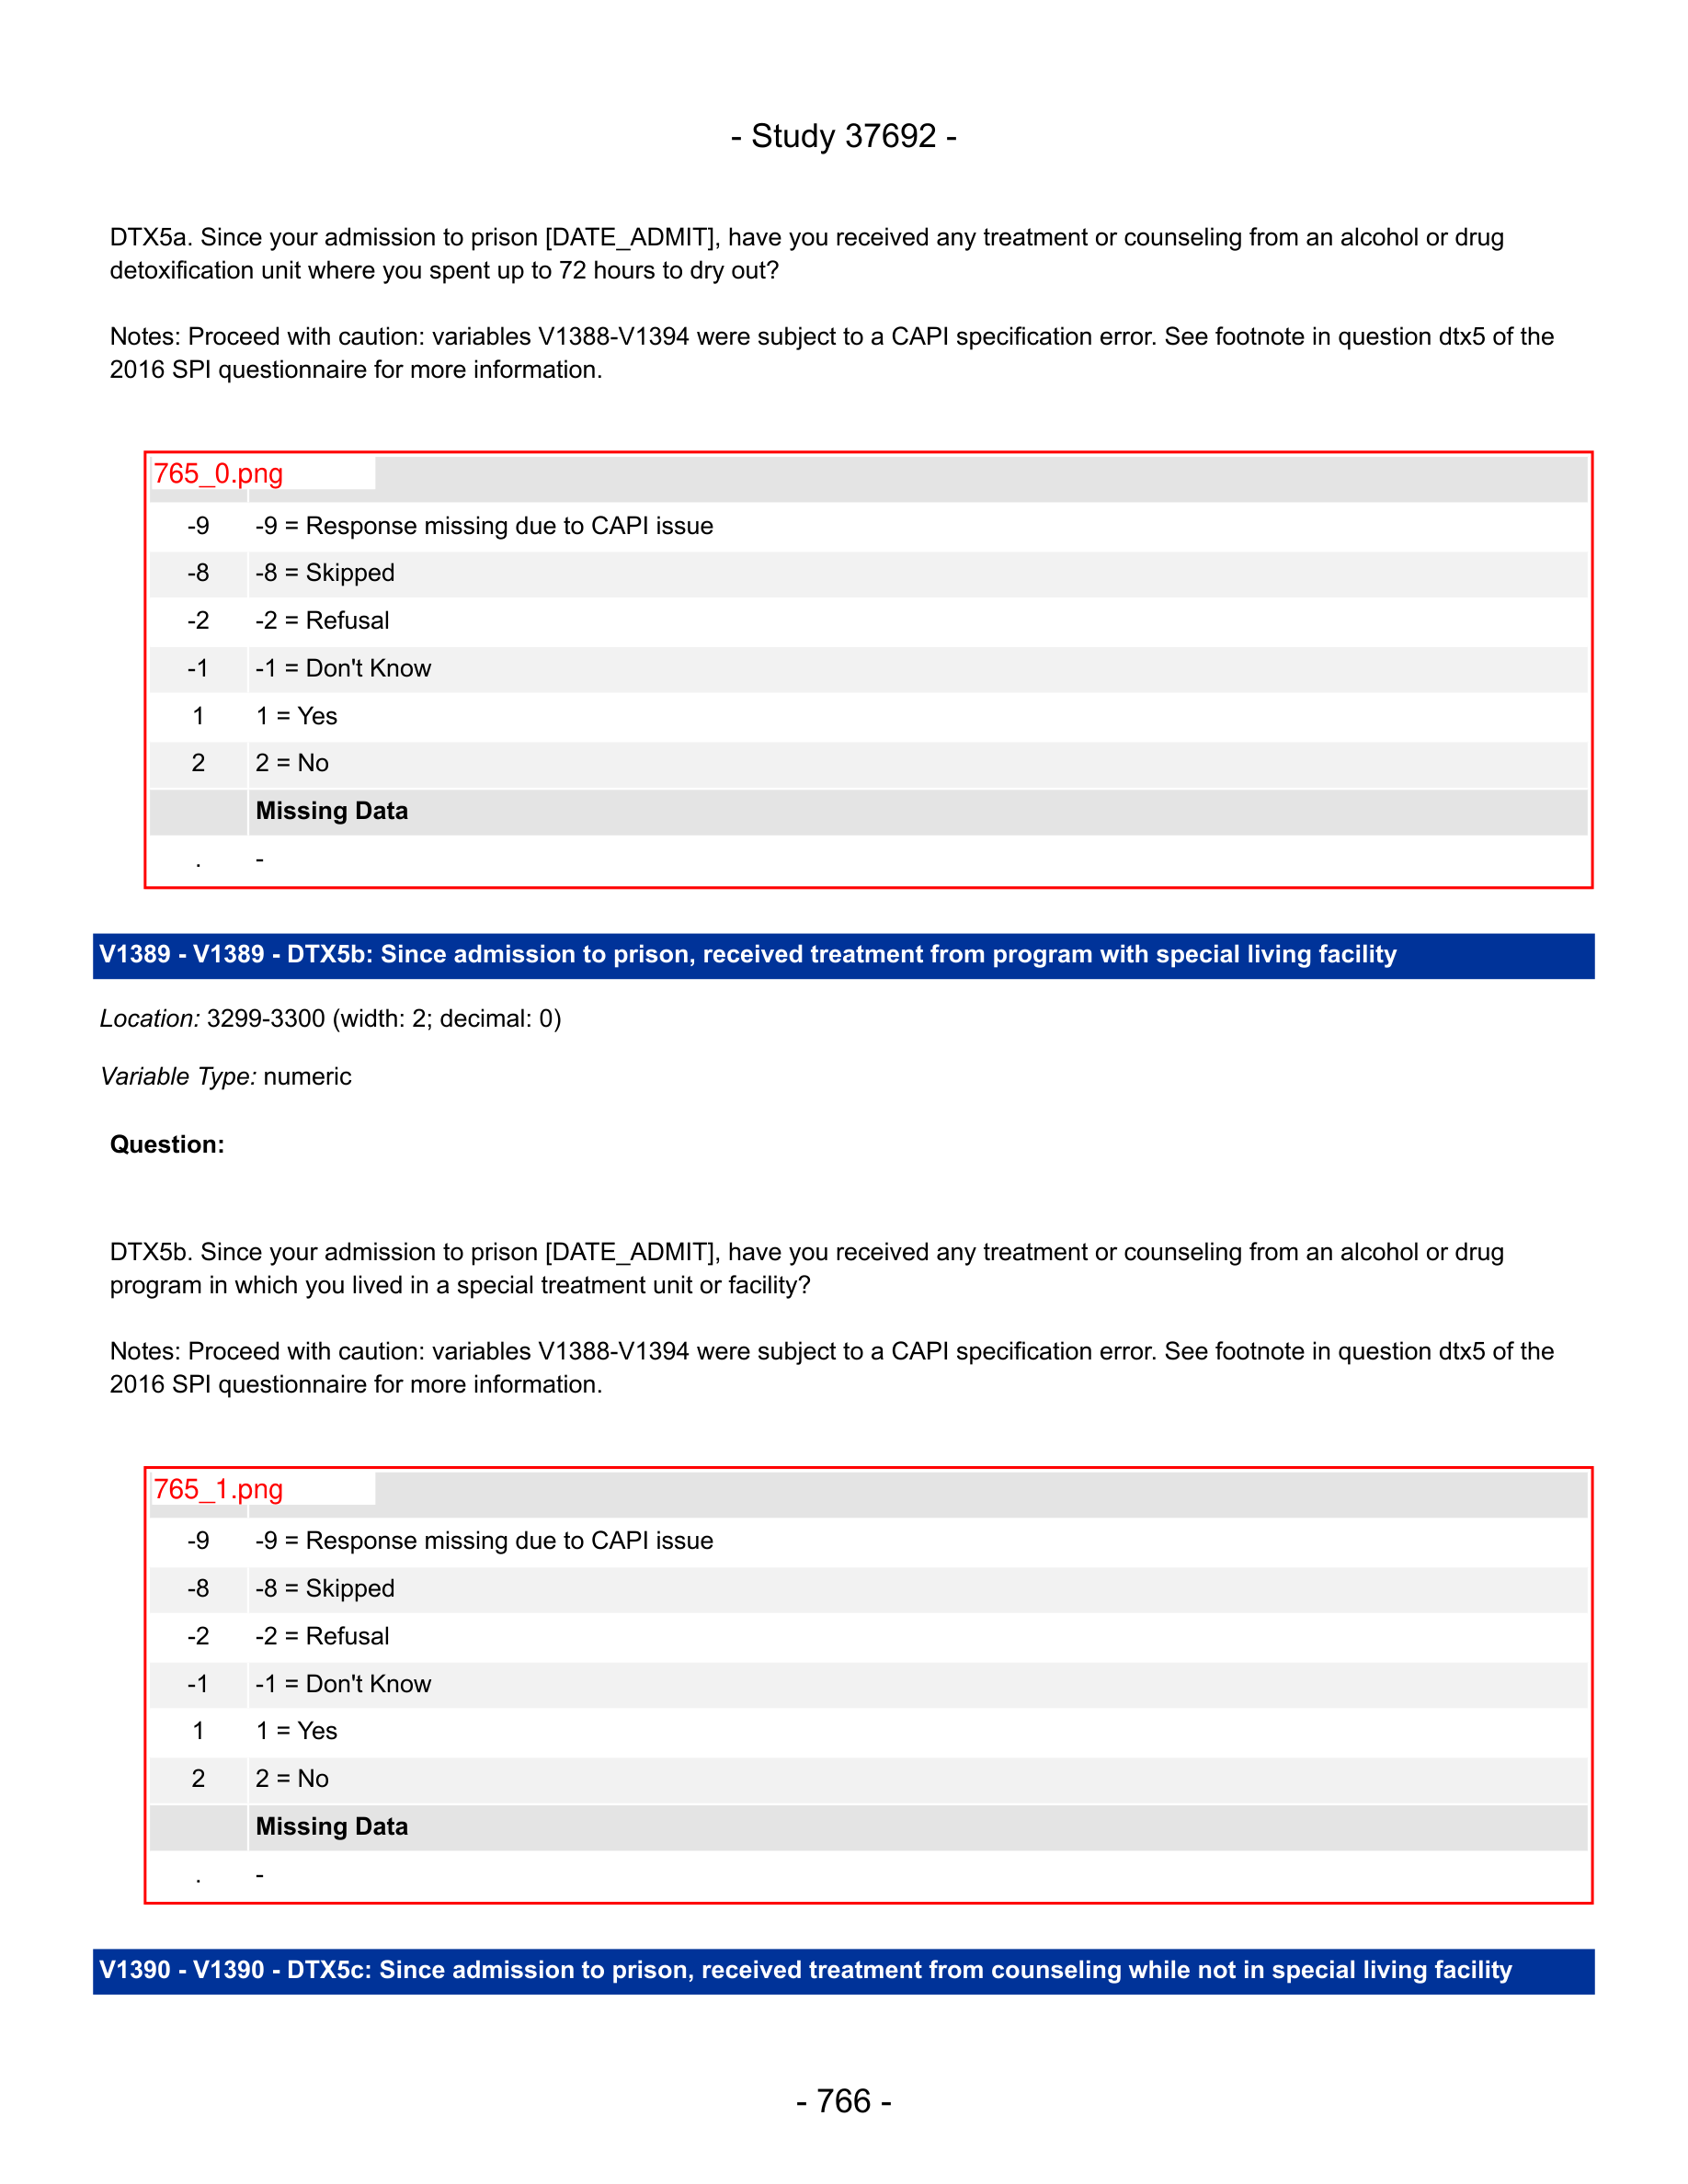 - Study 37692 -
DTX5a. Since your admission to prison [DATE_ADMIT], have you received any treatment or counseling from an alcohol or drug
detoxification unit where you spent up to 72 hours to dry out?
Notes: Proceed with caution: variables V1388-V1394 were subject to a CAPI specification error. See footnote in question dtx5 of the
2016 SPI questionnaire for more information.
765_0.png
-9 -9 = Response missing due to CAPI issue
-8 -8 = Skipped
-2 -2 = Refusal
-1 -1 = Don't Know
1 1 = Yes
2 2 = No
Missing Data
. -
V1389 - V1389 - DTX5b: Since admission to prison, received treatment from program with special living facility
Location: 3299-3300 (width: 2; decimal: 0)
Variable Type: numeric
Question:
DTX5b. Since your admission to prison [DATE_ADMIT], have you received any treatment or counseling from an alcohol or drug
program in which you lived in a special treatment unit or facility?
Notes: Proceed with caution: variables V1388-V1394 were subject to a CAPI specification error. See footnote in question dtx5 of the
2016 SPI questionnaire for more information.
765_1.png
-9 -9 = Response missing due to CAPI issue
-8 -8 = Skipped
-2 -2 = Refusal
-1 -1 = Don't Know
1 1 = Yes
2 2 = No
Missing Data
. -
V1390 - V1390 - DTX5c: Since admission to prison, received treatment from counseling while not in special living facility
- 766 -